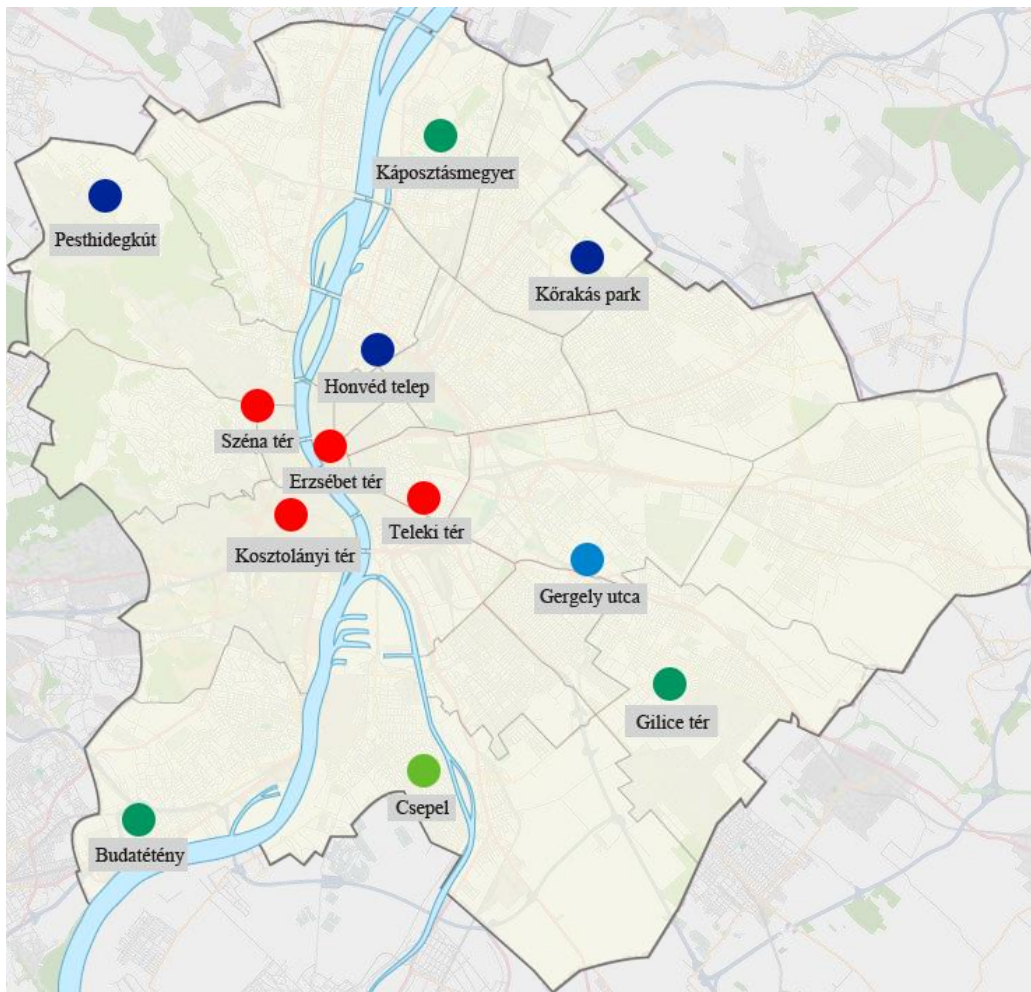 Káposztásmegyer
Pesthidegkút
Kőrakás park
Honvéd telep
Széna tér
Erzsébet tér
Teleki tér
Kosztolányi tér
Gergely utca
Gilice tér
Csepel
Budatétény